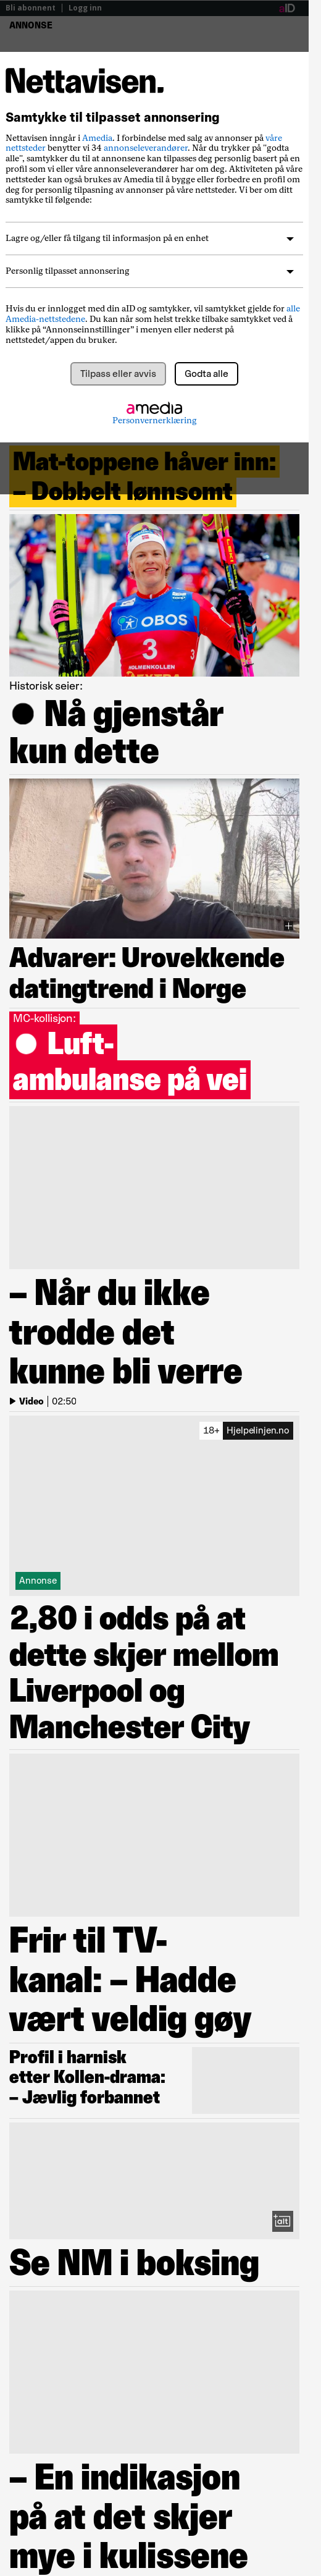 Bli abonnent | Logg inn
aID
ANNONSE
Nettavisen.
Samtykke til tilpasset annonsering
Nettavisen inngår i Amedia. I forbindelse med salg av annonser på våre
nettsteder benytter vi 34 annonseleverandører. Når du trykker på "godta
alle", samtykker du til at annonsene kan tilpasses deg personlig basert på en
profil som vi eller våre annonseleverandører har om deg. Aktiviteten på våre
nettsteder kan også brukes av Amedia til å bygge eller forbedre en profil om
deg for personlig tilpasning av annonser på våre nettsteder. Vi ber om ditt
samtykke til følgende:
Lagre og/eller få tilgang til informasjon på en enhet
Personlig tilpasset annonsering
Hvis du er innlogget med din aID og samtykker, vil samtykket gjelde for alle
Amedia-nettstedene. Du kan når som helst trekke tilbake samtykket ved å
klikke på “Annonseinnstillinger” i menyen eller nederst på
nettstedet/appen du bruker.
Tilpass eller avvis
Godta alle
amedia
Personvernerklæring
Mat-toppene håver inn:
– Dobbelt lønnsomt
OBOS
3
HOLMENKOLLEN
Historisk seier:
● Nå gjenstår
kun dette
Advarer: Urovekkende
datingtrend i Norge
MC-kollisjon:
● Luft-
ambulanse på vei
– Når du ikke
trodde det
kunne bli verre
Video | 02:50
18+ Hjelpelinjen.no
Annonse
2,80 i odds på at
dette skjer mellom
Liverpool og
Manchester City
Frir til TV-
kanal: – Hadde
vært veldig gøy
Profil i harnisk
etter Kollen-drama:
– Jævlig forbannet
+alt
Se NM i boksing
– En indikasjon
på at det skjer
mye i kulissene